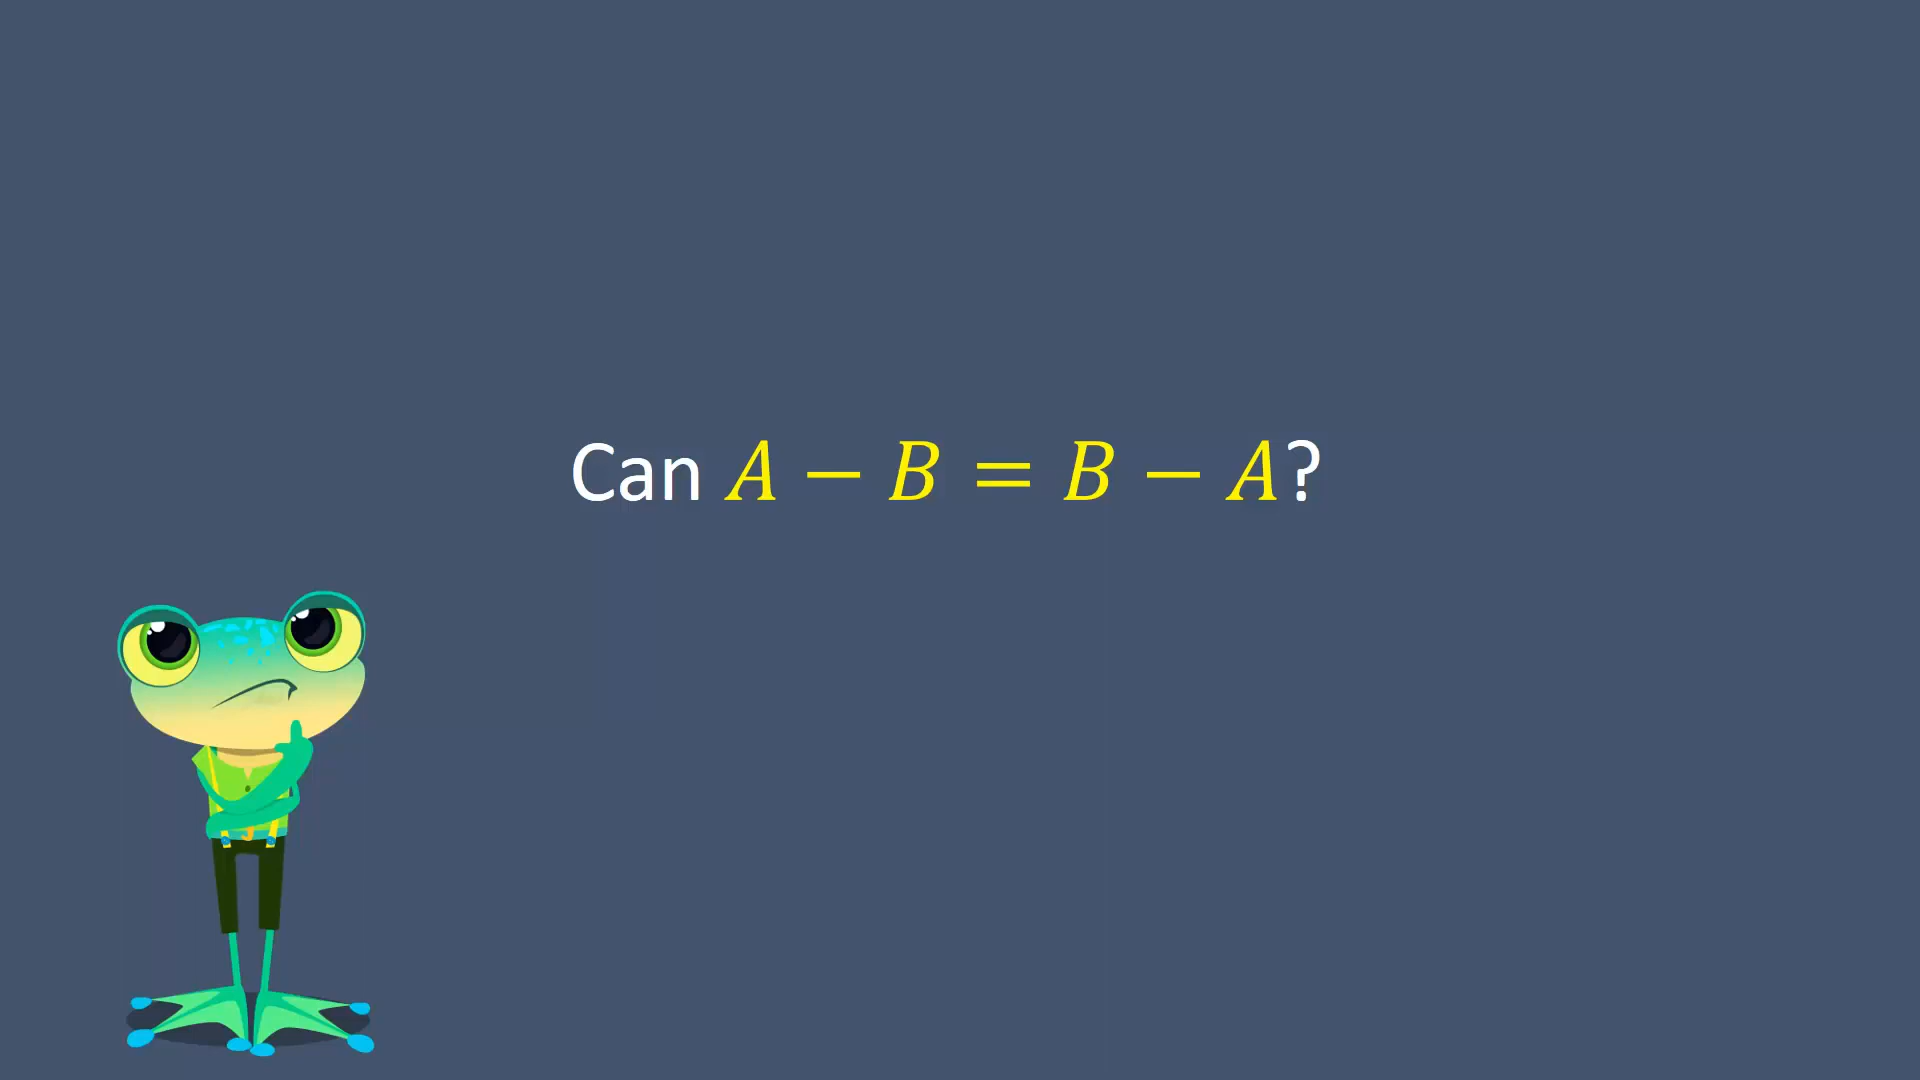 Can A − B = B − A?